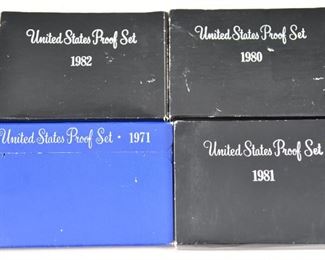 United States Proof Set
1982
United States Proof Set
1980
United States Proof Set · 1971
United States Proof Set
1981